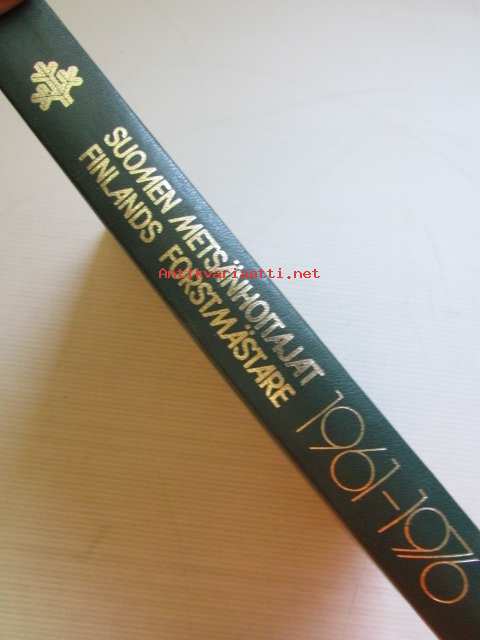 SUOMEN METSÄNHOITAJAT
FINLANDS FORSTMÄSTARE
1961-1976
Antikvariaatti.net